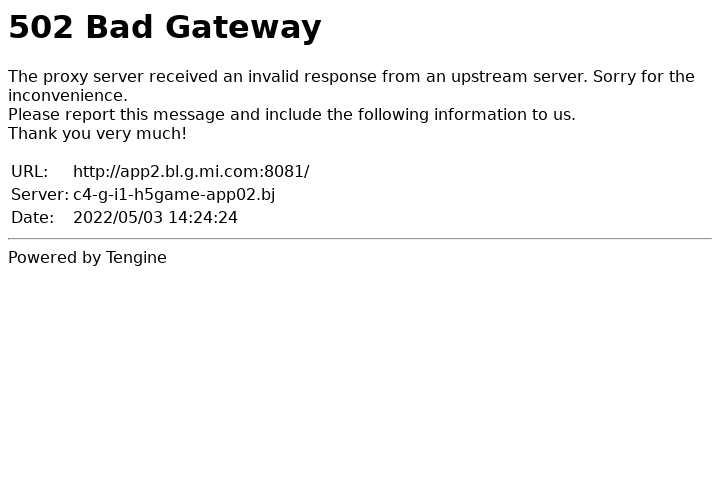 502 Bad Gateway
The proxy server received an invalid response from an upstream server. Sorry for the
inconvenience.
Please report this message and include the following information to us.
Thank you very much!
URL: http://app2.bl.g.mi.com:8081/
Server: c4-g-i1-h5game-app02.bj
Date: 2022/05/03 14:24:24
Powered by Tengine